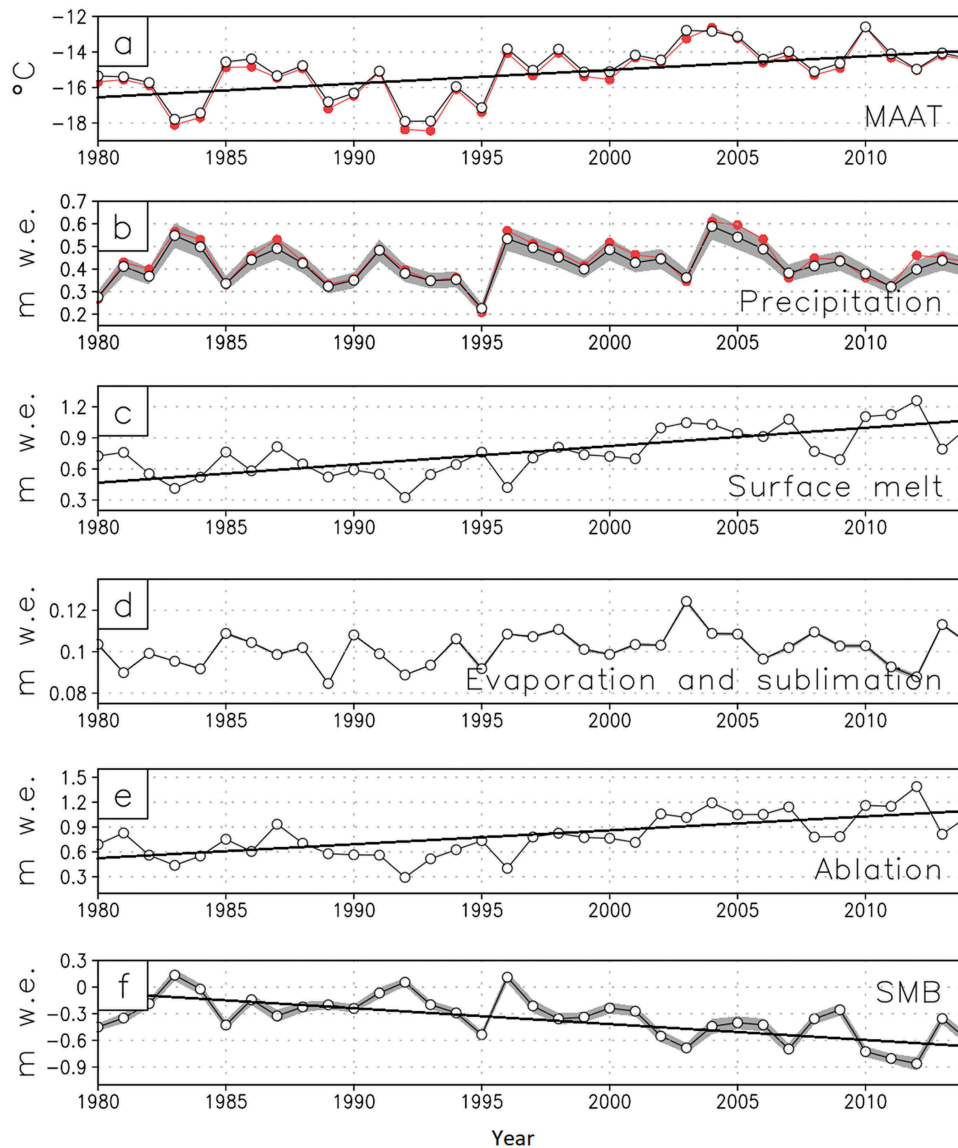 a
-12
-14
-16
-18
°C
MAAT
1980 1985 1990 1995 2000 2005 2010
b
0.7
0.6
0.5
0.4
0.3
0.2
m w.e.
Precipitation
1980 1985 1990 1995 2000 2005 2010
c
1.2
0.9
0.6
0.3
m w.e.
Surface melt
1980 1985 1990 1995 2000 2005 2010
d
0.12
0.1
0.08
m w.e.
Evaporation and sublimation
1980 1985 1990 1995 2000 2005 2010
e
1.5
1.2
0.9
0.6
0.3
m w.e.
Ablation
1980 1985 1990 1995 2000 2005 2010
f
0.3
0
-0.3
-0.6
-0.9
m w.e.
SMB
1980 1985 1990 1995 2000 2005 2010
Year